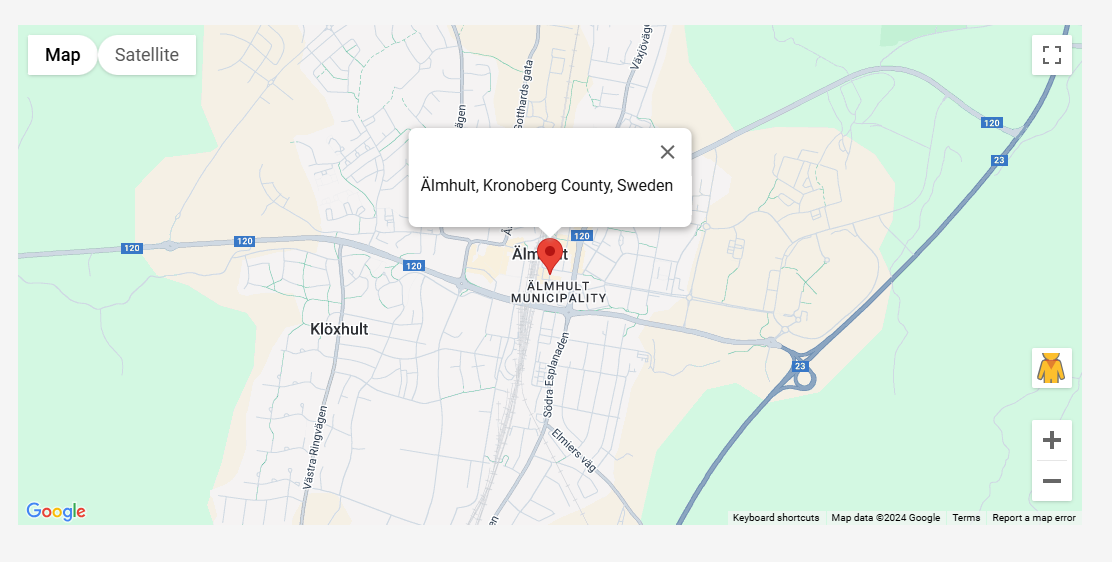 Map
Satellite
Växjöväg
Gotthards gata
vägen
120
23
Älmhult, Kronoberg County, Sweden
120
120
120
120
Älmhult
ÄLMHULT
MUNICIPALITY
Klöxhult
23
Södra Esplanaden
Västra Ringvägen
Elmiers väg
Google
Keyboard shortcuts
Map data ©2024 Google
Terms
Report a map error